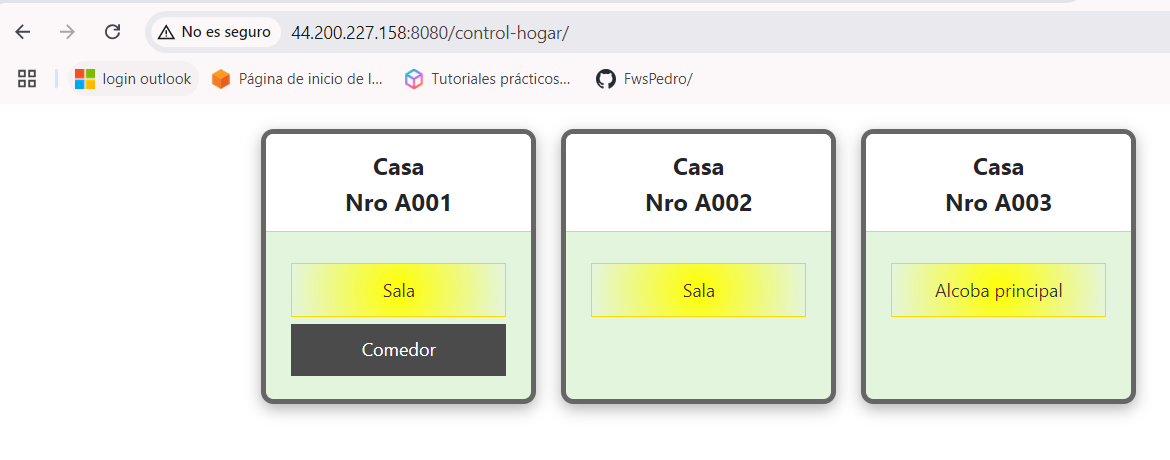 No es seguro 44.200.227.158:8080/control-hogar/
login outlook Página de inicio de I... Tutoriales prácticos... FwsPedro/
Casa
Nro A001
Sala
Comedor
Casa
Nro A002
Sala
Casa
Nro A003
Alcoba principal